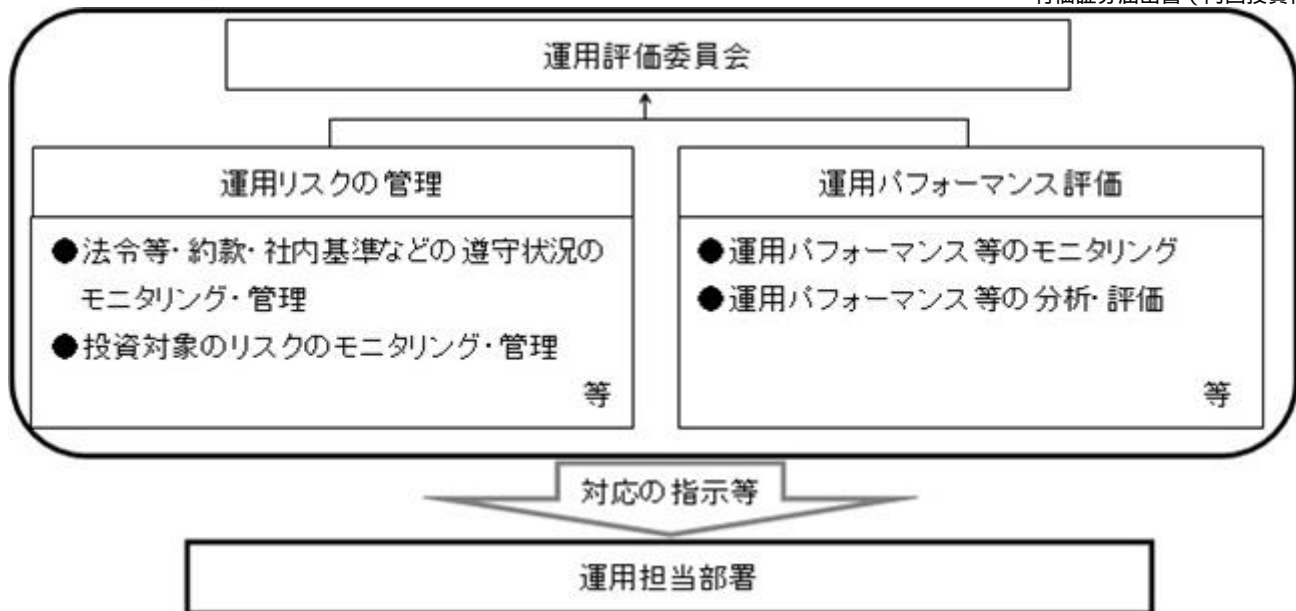 運用評価委員会
運用リスクの管理
●法令等・約款・社内基準などの遵守状況の
モニタリング・管理
●投資対象のリスクのモニタリング・管理
等
運用パフォーマンス評価
●運用パフォーマンス等のモニタリング
●運用パフォーマンス等の分析・評価
等
対応の指示等
運用担当部署